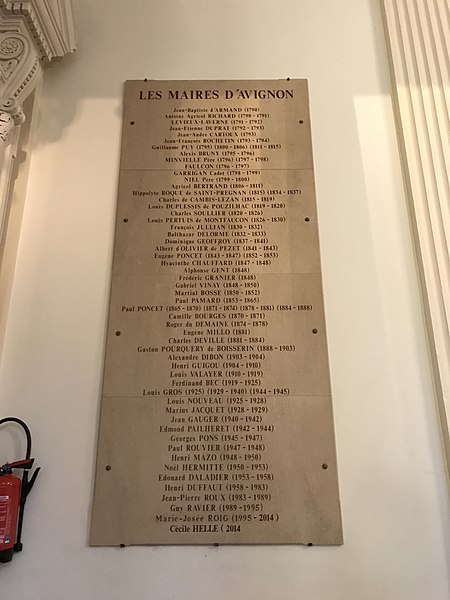 LES MAIRES D'AVIGNON
Jean-Baptiste d'ARMAND (1790)
Antoine Agricol RICHARD (1790 - 1791)
LEVIEUX-LAVERNE (1791 - 1792)
Jean-Etienne DUPRAT (1792 - 1793)
Jean-André CARTOUX (1793)
Jean-François ROCHETIN (1793 - 1794)
Guillaume PUY (1795) (1800 - 1806) (1811 - 1815)
Alexis BRUNY (1795 - 1796)
MINVIELLE Père (1796) (1797 - 1798)
FAULCON (1796 - 1797)
GARRIGAN Cadet (1798 - 1799)
NIEL Père (1799 - 1800)
Agricol BERTRAND (1806 - 1811)
Hippolyte ROQUE de SAINT-PREGNAN (1815) (1834 - 1837)
Charles de CAMBIS-LEZAN (1815 - 1819)
Louis DUPLESSIS de POUZILHAC (1819 - 1820)
Charles SOULLIER (1820 - 1826)
Louis PERTUIS de MONTFAUCON (1826 - 1830)
François JULLIAN (1830 - 1832)
Balthazar DELORME (1832 - 1833)
Dominique GEOFFROY (1837 - 1841)
Albert d'OLIVIER de PEZET (1841 - 1843)
Eugène PONCET (1843 - 1847) (1852 - 1853)
Hyacinthe CHAUFFARD (1847 - 1848)
Alphonse GENT (1848)
Frédéric GRANIER (1848)
Gabriel VINAY (1848 - 1850)
Martial BOSSE (1850 - 1852)
Paul PAMARD (1853 - 1865)
Paul PONCET (1865 - 1870) (1871 - 1874) (1878 - 1881) (1884 - 1888)
Camille BOURGES (1870 - 1871)
Roger du DEMAINE (1874 - 1878)
Eugène MILLO (1881)
Charles DEVILLE (1881 - 1884)
Gaston POURQUERY de BOISSERIN (1888 - 1903)
Alexandre DIBON (1903 - 1904)
Henri GUIGOU (1904 - 1910)
Louis VALAYER (1910 - 1919)
Ferdinand BEC (1919 - 1925)
Louis GROS (1925) (1929 - 1940) (1944 - 1945)
Louis NOUVEAU (1925 - 1928)
Marius JACQUET (1928 - 1929)
Jean GAUGER (1940 - 1942)
Edmond PAILHERET (1942 - 1944)
Georges PONS (1945 - 1947)
Paul ROUVIER (1947 - 1948)
Henri MAZO (1948 - 1950)
Noël HERMITTE (1950 - 1953)
Edouard DALADIER (1953 - 1958)
Henri DUFFAUT (1958 - 1983)
Jean-Pierre ROUX (1983 - 1989)
Guy RAVIER (1989 - 1995)
Marie-Josée ROIG (1995 - 2014)
Cécile HELLE (2014